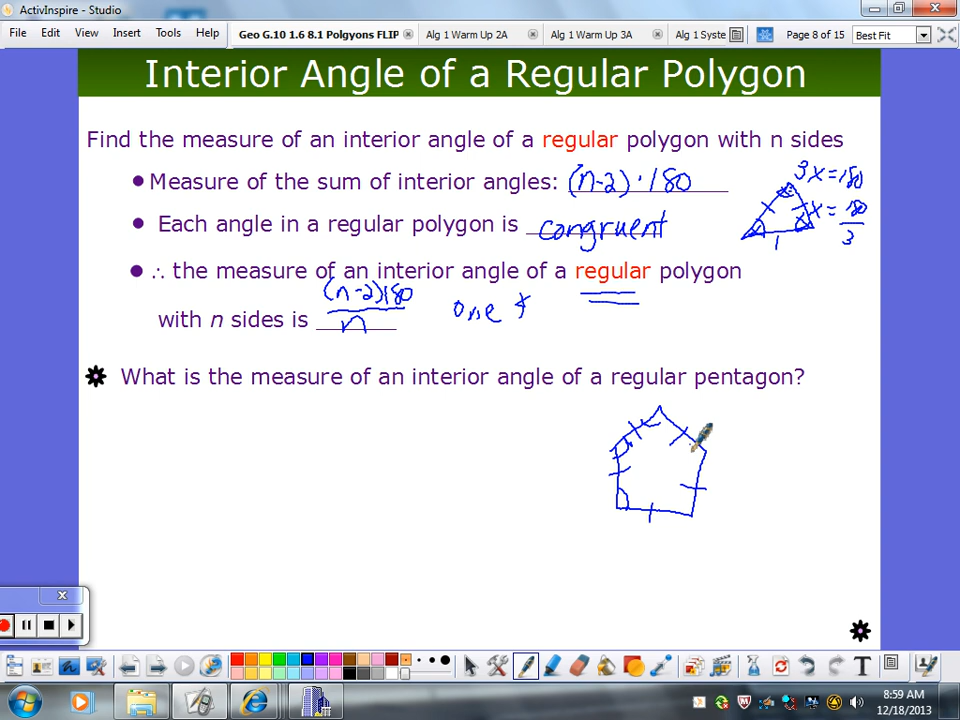 ActivInspire - Studio
File Edit View Insert Tools Help Geo G.10 1.6 8.1 Polgyons FLIP Alg 1 Warm Up 2A Alg 1 Warm Up 3A Alg 1 Syste Page 8 of 15 Best Fit
Interior Angle of a Regular Polygon
Find the measure of an interior angle of a regular polygon with n sides
•Measure of the sum of interior angles: (n-2)·180
3x=180
• Each angle in a regular polygon is congruent
x=180/3
1
• ∴ the measure of an interior angle of a regular polygon
with n sides is (n-2)180/n one ∡
What is the measure of an interior angle of a regular pentagon?
8:59 AM
12/18/2013